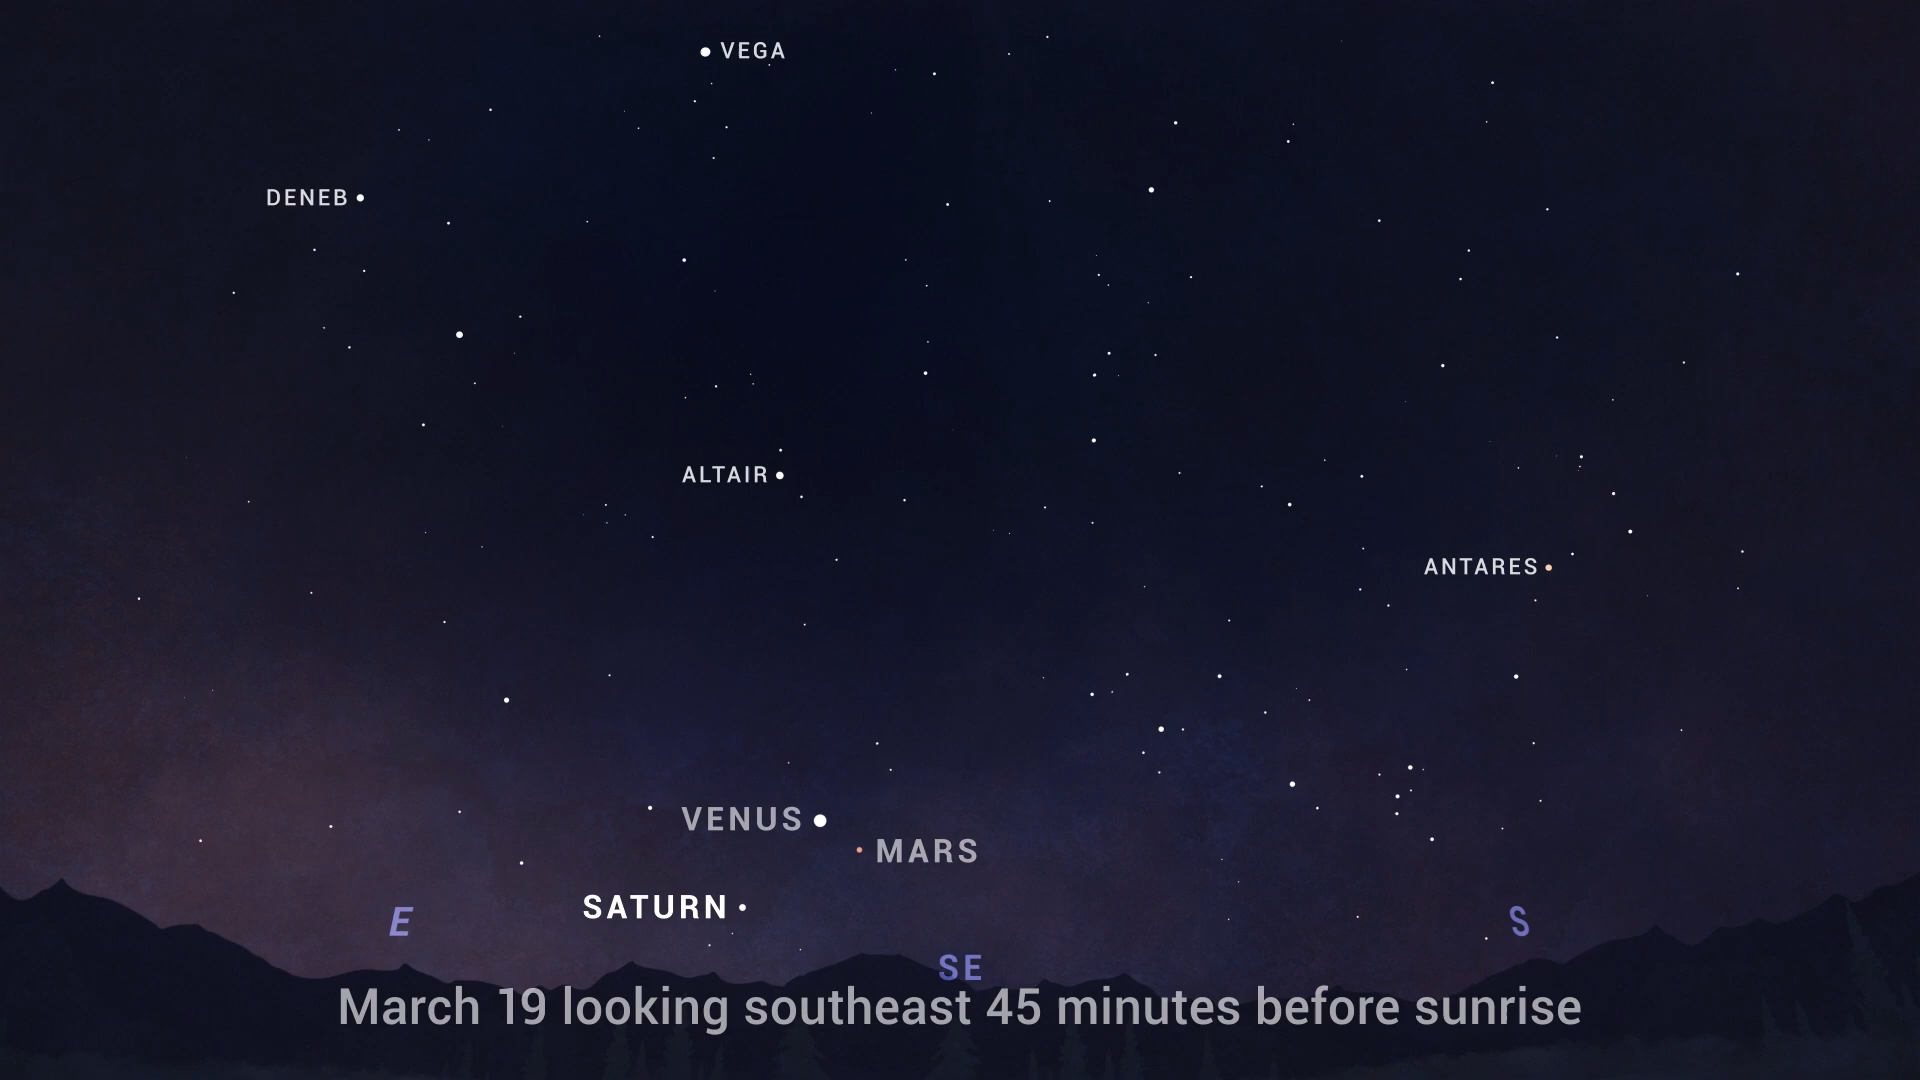 VEGA
DENEB
ALTAIR
ANTARES
VENUS
MARS
SATURN
E
S
SE
March 19 looking southeast 45 minutes before sunrise